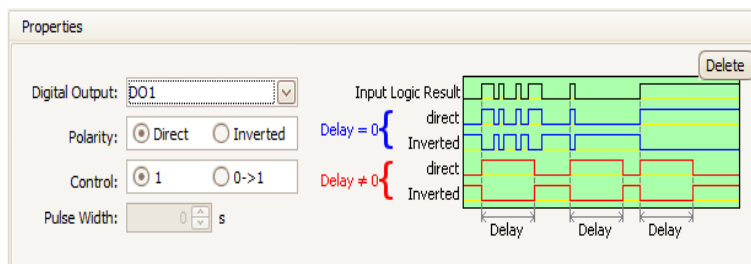 Properties
Delete
Digital Output: DO1
Polarity: Direct Inverted
Control: 1 0->1
Pulse Width: 0 s
Input Logic Result
Delay = 0 { direct
Inverted
Delay ≠ 0 { direct
Inverted
Delay Delay Delay